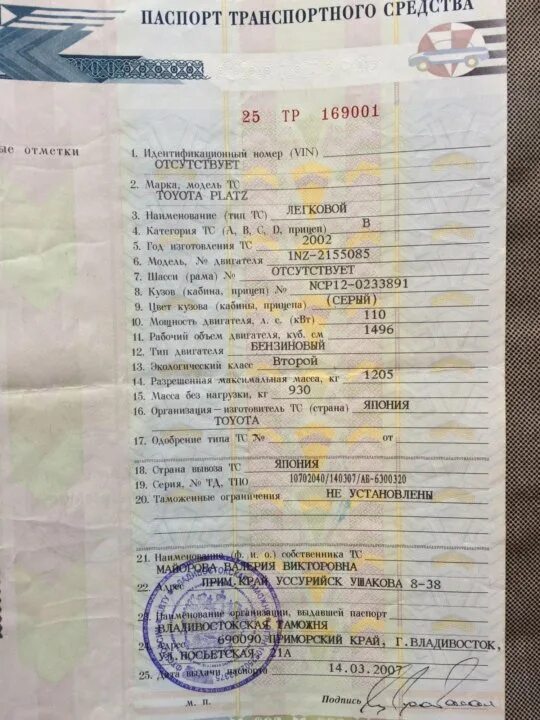 ПАСПОРТ ТРАНСПОРТНОГО СРЕДСТВА
25 ТР 169001
ые отметки
1. Идентификационный номер (VIN)
ОТСУТСТВУЕТ
2. Марка, модель ТС
TOYOTA PLATZ
3. Наименование (тип ТС) ЛЕГКОВОЙ
4. Категория ТС (А, В, С, D, прицеп) B
5. Год изготовления ТС 2002
6. Модель, № двигателя 1NZ-2155085
7. Шасси (рама) № ОТСУТСТВУЕТ
8. Кузов (кабина, прицеп) № NCP12-0233891
9. Цвет кузова (кабины, прицепа) (СЕРЫЙ)
10. Мощность двигателя, л. с. (кВт) 110
11. Рабочий объем двигателя, куб. см 1496
12. Тип двигателя БЕНЗИНОВЫЙ
13. Экологический класс Второй
14. Разрешенная максимальная масса, кг 1205
15. Масса без нагрузки, кг 930
16. Организация—изготовитель ТС (страна) ЯПОНИЯ
TOYOTA
17. Одобрение типа ТС № от
18. Страна вывоза ТС ЯПОНИЯ
19. Серия, № ТД, ТПО 10702040/140307/АБ-6300320
20. Таможенные ограничения НЕ УСТАНОВЛЕНЫ
21. Наименование (ф. и. о.) собственника ТС
МАЙОРОВА ВАЛЕРИЯ ВИКТОРОВНА
22. Адрес ПРИМ.КРАЙ УССУРИЙСК УШАКОВА 8-38
23. Наименование организации, выдавшей паспорт
ВЛАДИВОСТОКСКАЯ ТАМОЖНЯ
24. Адрес 690090, ПРИМОРСКИЙ КРАЙ, Г.ВЛАДИВОСТОК,
УЛ.ПОСЬЕТСКАЯ, 21А
25. Дата выдачи паспорта 14.03.2007
М. П. Подпись